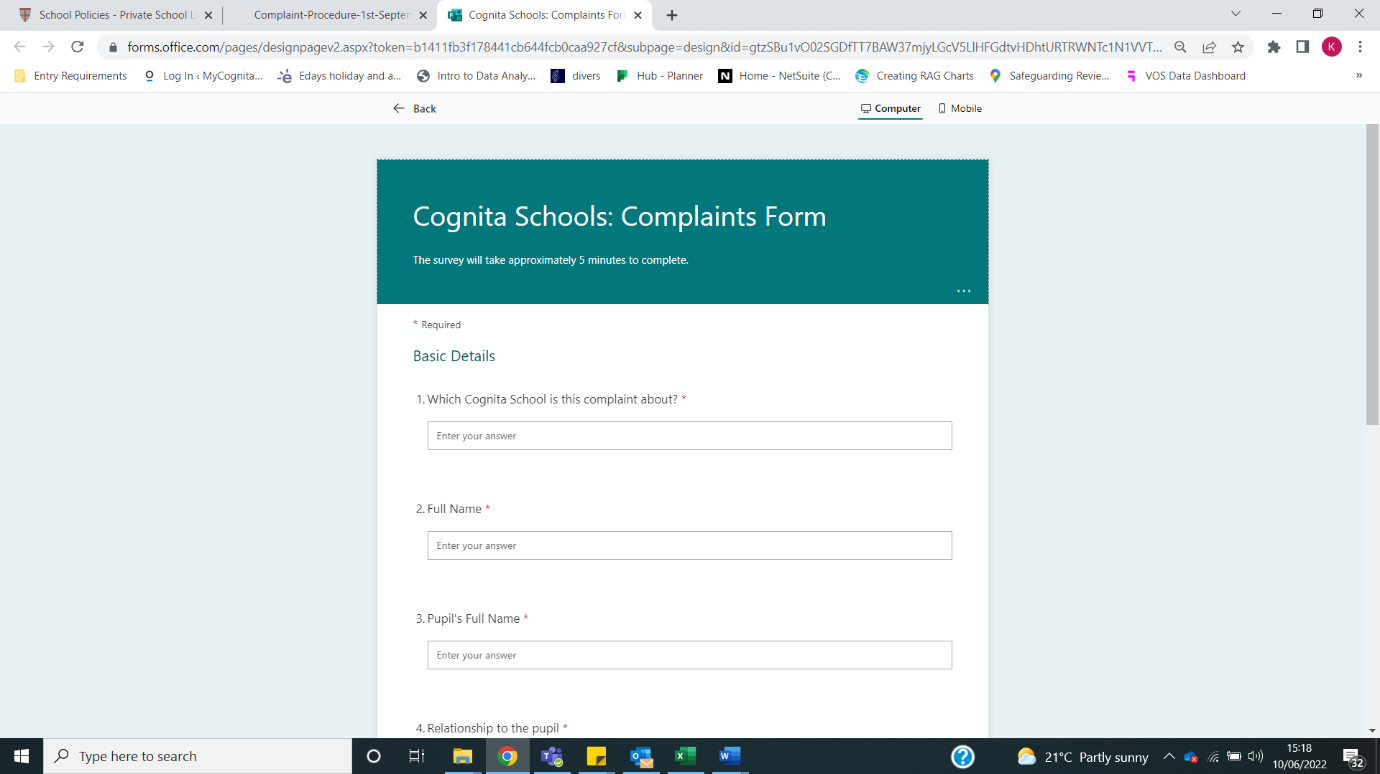 School Policies - Private School L
Complaint-Procedure-1st-Septem
Cognita Schools: Complaints For
forms.office.com/pages/designpagev2.aspx?token=b1411fb3f178441cb644fcb0caa927cf&subpage=design&id=gtzSBu1vO02SGDfTT7BAW37mjyLGcV5LlHFGdtvHDhtURTRWNTc1N1VVT...
K
Entry Requirements
Log In ‹ MyCognita...
Edays holiday and a...
Intro to Data Analy...
divers
Hub - Planner
N Home - NetSuite (C...
Creating RAG Charts
Safeguarding Revie...
VOS Data Dashboard
»
Back
Computer
Mobile
Cognita Schools: Complaints Form
The survey will take approximately 5 minutes to complete.
...
* Required
Basic Details
1. Which Cognita School is this complaint about? *
Enter your answer
2. Full Name *
Enter your answer
3. Pupil's Full Name *
Enter your answer
4. Relationship to the pupil *
Type here to search
21°C Partly sunny
15:18
10/06/2022
32